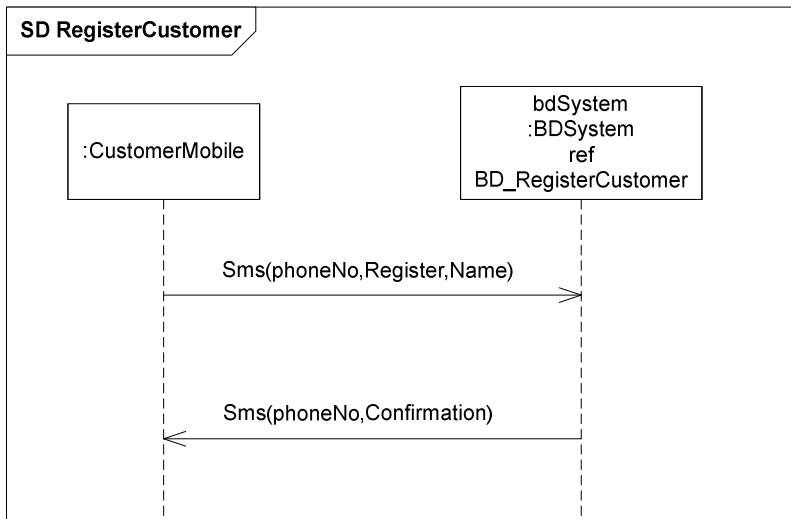 SD RegisterCustomer
:CustomerMobile
bdSystem
:BDSystem
ref
BD_RegisterCustomer
Sms(phoneNo,Register,Name)
Sms(phoneNo,Confirmation)